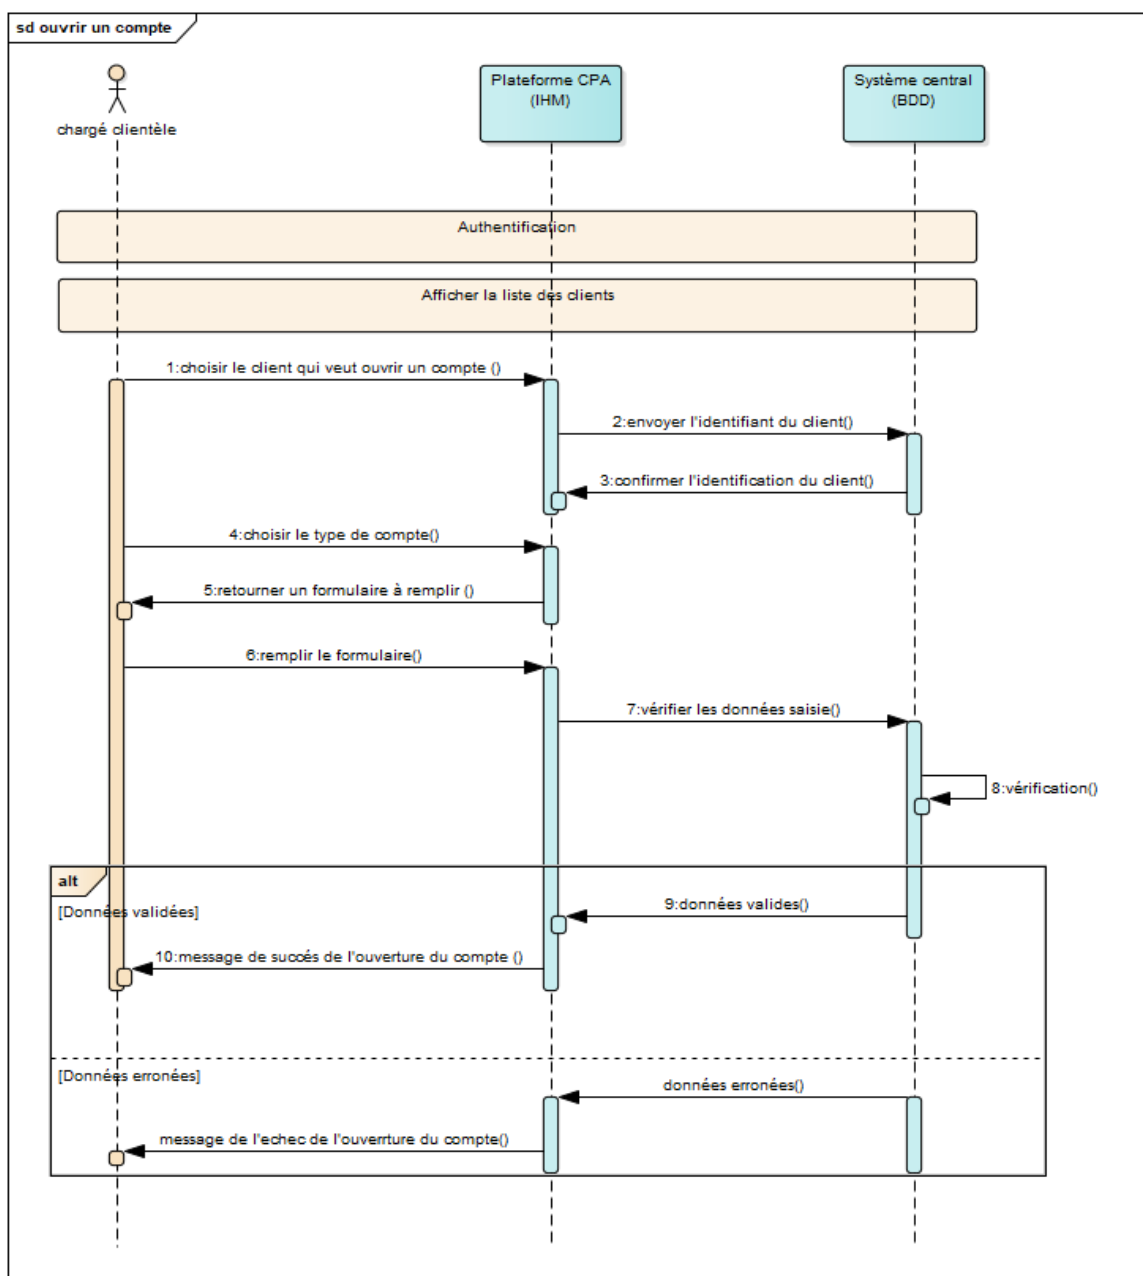 sd ouvrir un compte
chargé clientèle
Plateforme CPA
(IHM)
Système central
(BDD)
Authentification
Afficher la liste des clients
1:choisir le client qui veut ouvrir un compte ()
2:envoyer l'identifiant du client()
3:confirmer l'identification du client()
4:choisir le type de compte()
5:retourner un formulaire à remplir ()
6:remplir le formulaire()
7:vérifier les données saisie()
8:vérification()
alt
[Données validées]
9:données valides()
10:message de succés de l'ouverture du compte ()
[Données erronées]
données erronées()
message de l'echec de l'ouverrture du compte()